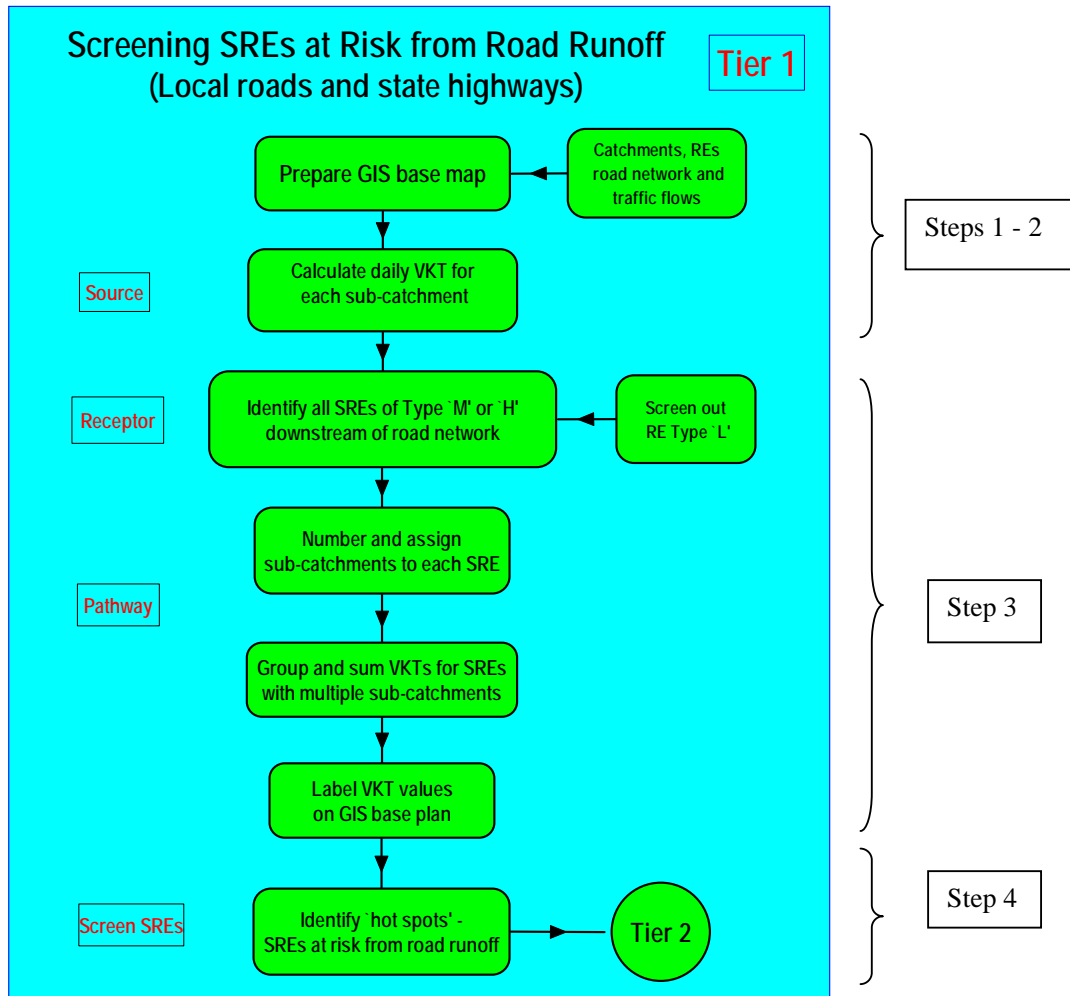 Screening SREs at Risk from Road Runoff
(Local roads and state highways)
Tier 1
Prepare GIS base map
Catchments, REs
road network and
traffic flows
Steps 1 - 2
Calculate daily VKT for
each sub-catchment
Source
Receptor
Identify all SREs of Type `M' or `H'
downstream of road network
Screen out
RE Type `L'
Number and assign
sub-catchments to each SRE
Pathway
Step 3
Group and sum VKTs for SREs
with multiple sub-catchments
Label VKT values
on GIS base plan
Screen SREs
Identify `hot spots' -
SREs at risk from road runoff
Tier 2
Step 4